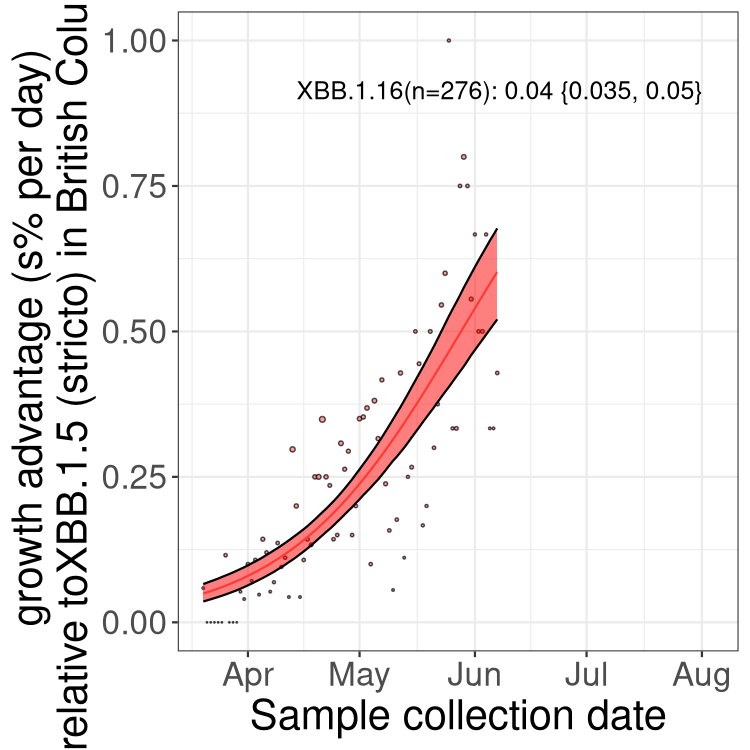 growth advantage (s% per day)
relative toXBB.1.5 (stricto) in British Colu
1.00
0.75
0.50
0.25
0.00
XBB.1.16(n=276): 0.04 {0.035, 0.05}
Apr May Jun Jul Aug
Sample collection date